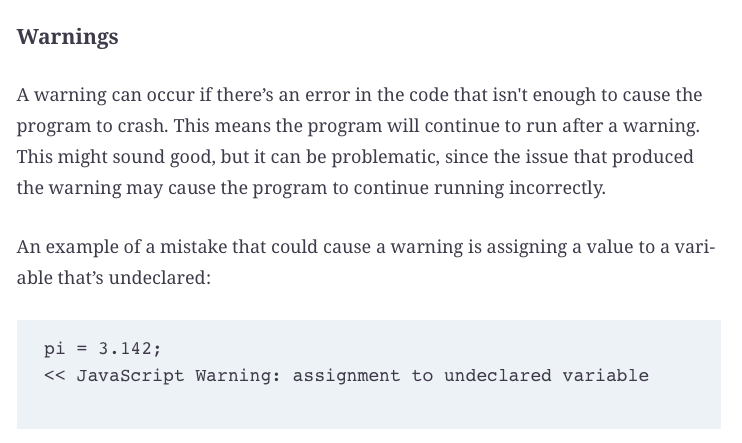 Warnings
A warning can occur if there’s an error in the code that isn't enough to cause the
program to crash. This means the program will continue to run after a warning.
This might sound good, but it can be problematic, since the issue that produced
the warning may cause the program to continue running incorrectly.
An example of a mistake that could cause a warning is assigning a value to a vari-
able that’s undeclared:
pi = 3.142;
<< JavaScript Warning: assignment to undeclared variable